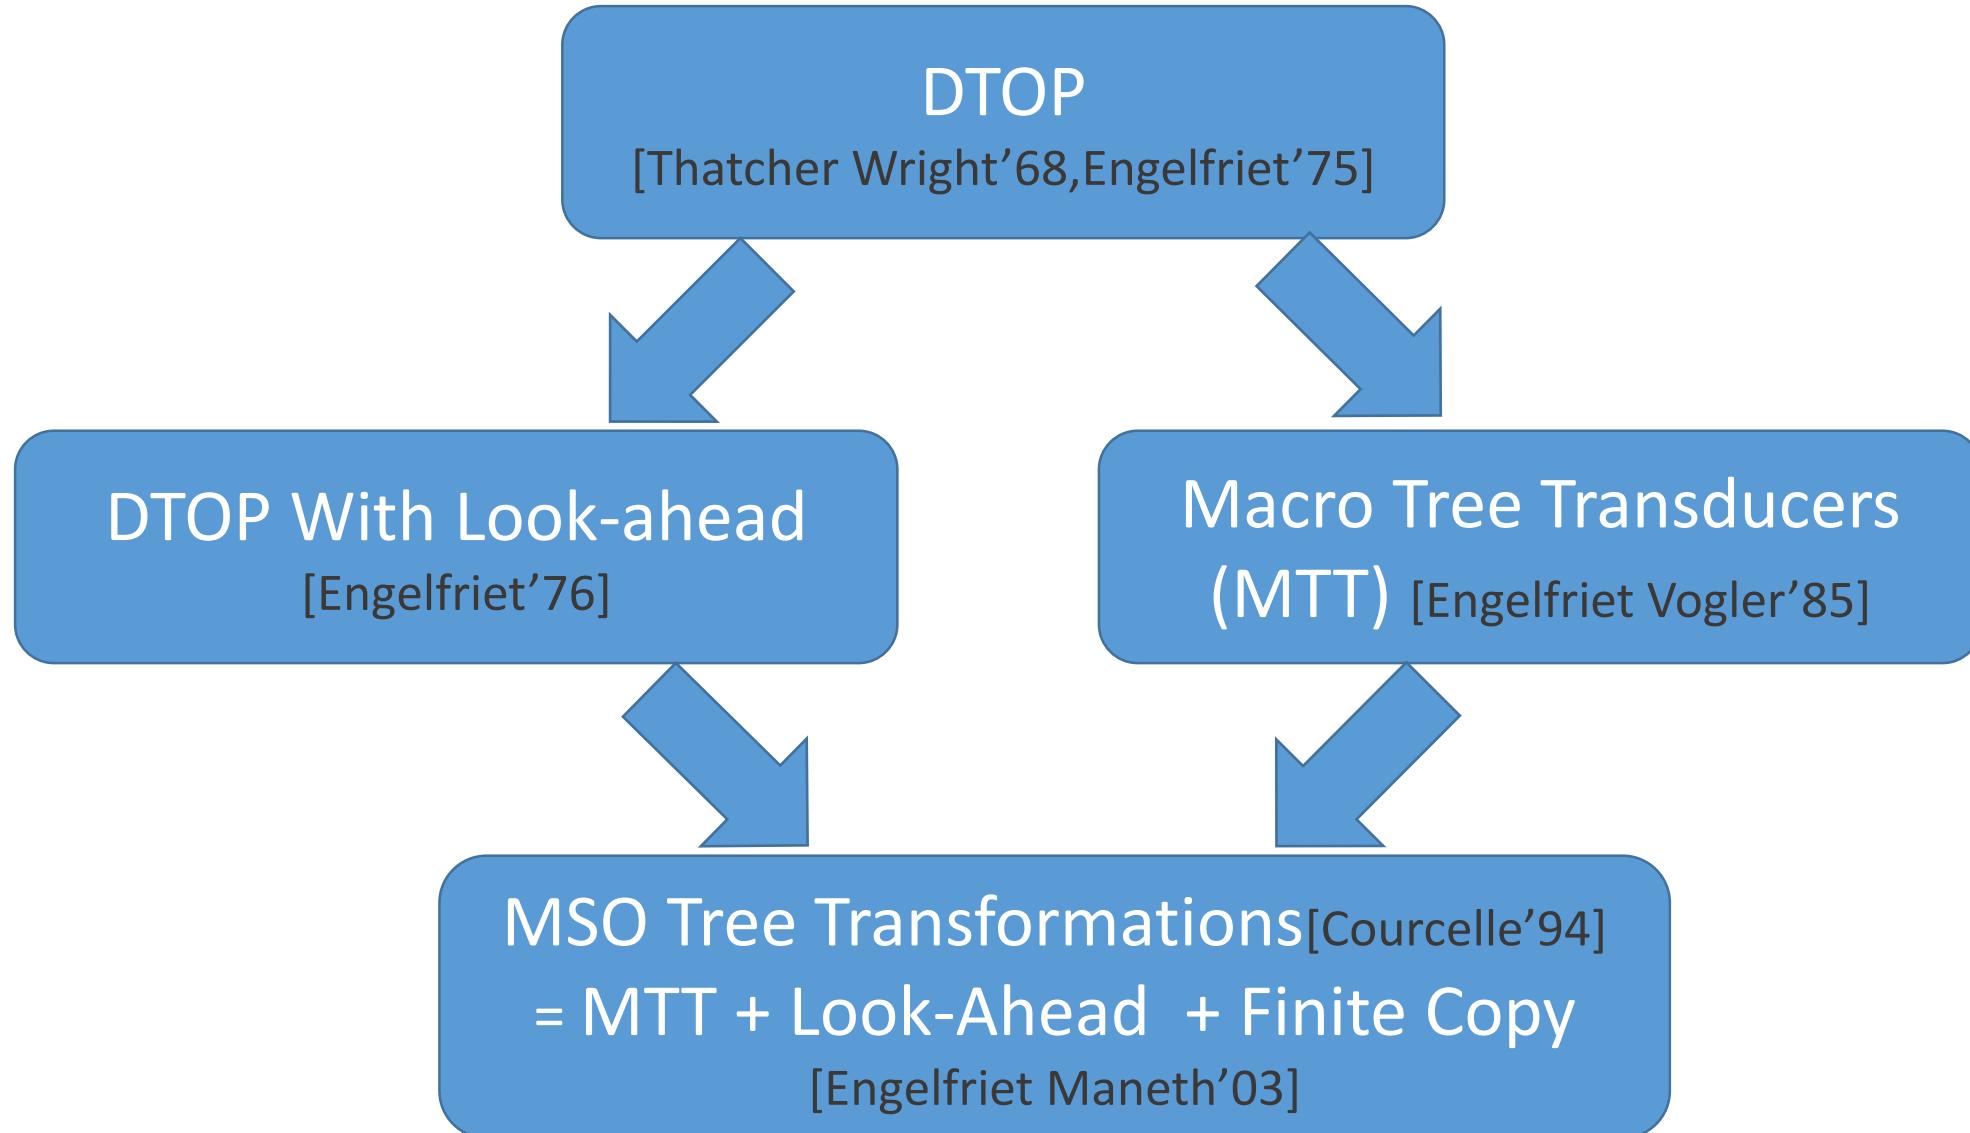 DTOP
[Thatcher Wright’68,Engelfriet’75]
DTOP With Look-ahead
[Engelfriet’76]
Macro Tree Transducers
(MTT) [Engelfriet Vogler’85]
MSO Tree Transformations[Courcelle’94]
= MTT + Look-Ahead + Finite Copy
[Engelfriet Maneth’03]